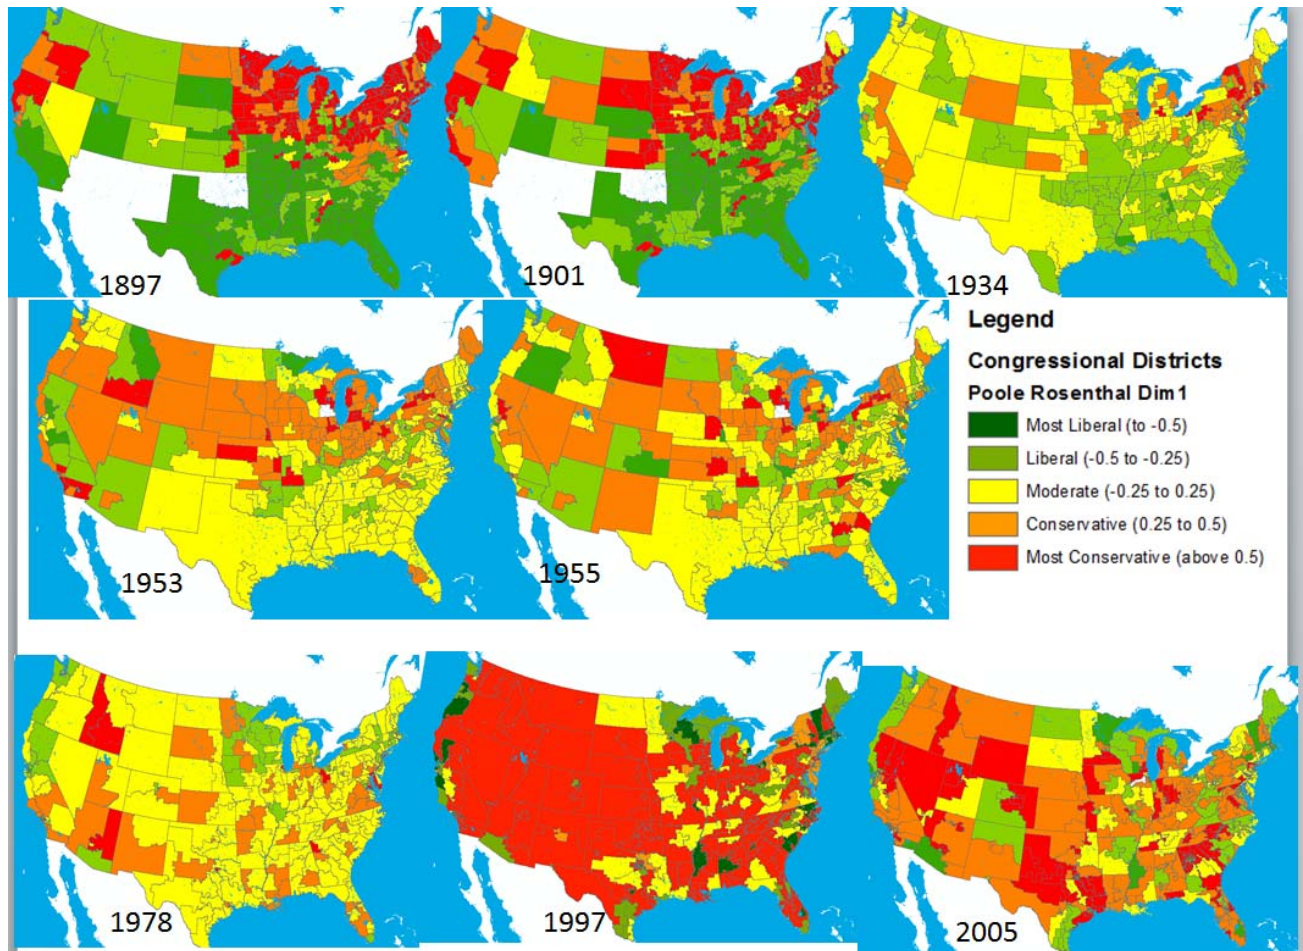 1897
1901
1934
Legend
Congressional Districts
Poole Rosenthal Dim1
Most Liberal (to -0.5)
Liberal (-0.5 to -0.25)
Moderate (-0.25 to 0.25)
Conservative (0.25 to 0.5)
Most Conservative (above 0.5)
1953
1955
1978
1997
2005